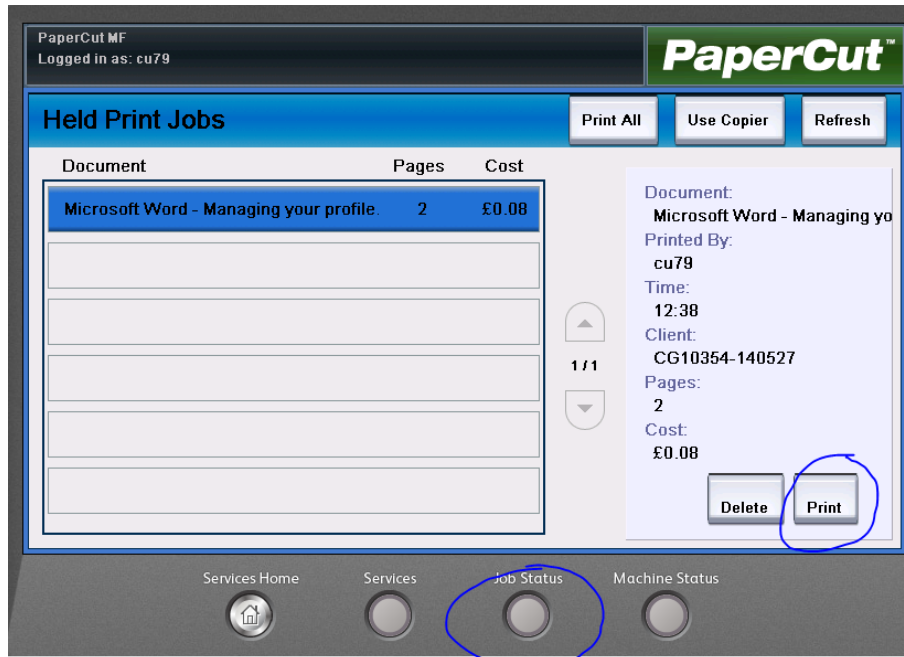 PaperCut MF
Logged in as: cu79
PaperCut™
Held Print Jobs
Print All
Use Copier
Refresh
Document Pages Cost
Microsoft Word - Managing your profile. 2 £0.08
1/1
Document:
Microsoft Word - Managing yo
Printed By:
cu79
Time:
12:38
Client:
CG10354-140527
Pages:
2
Cost:
£0.08
Delete
Print
Services Home
Services
Job Status
Machine Status